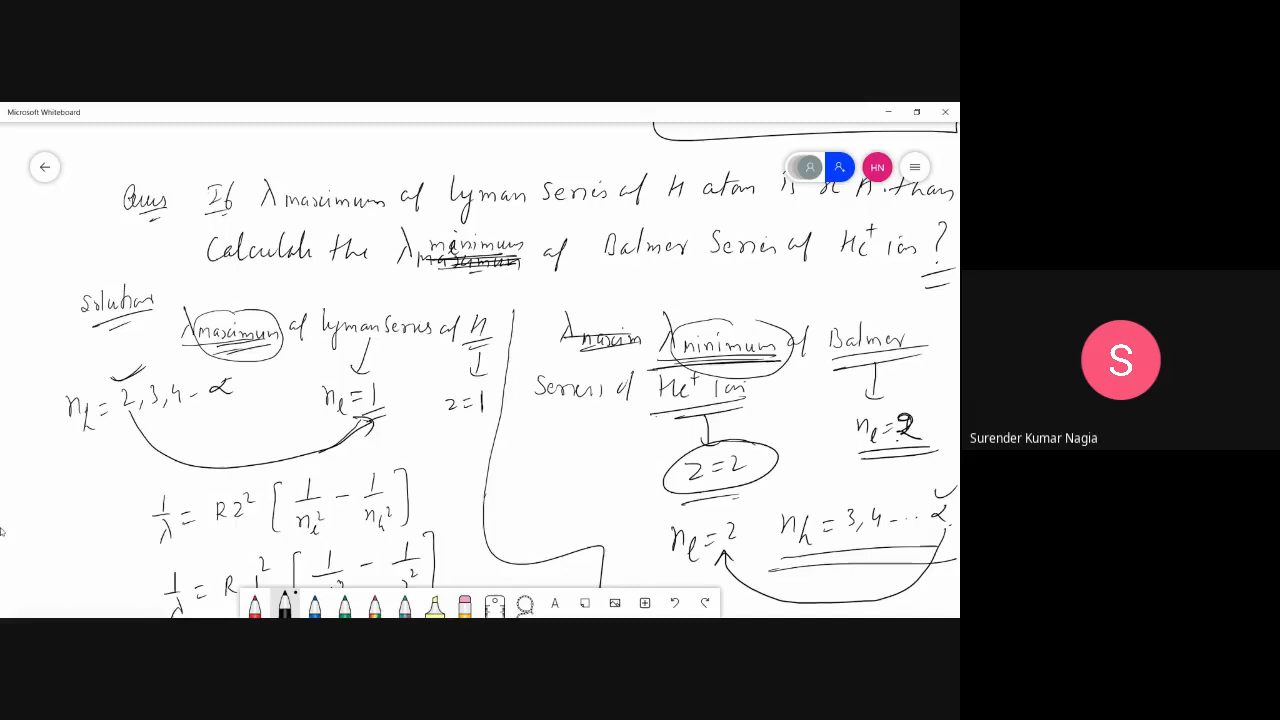 Microsoft Whiteboard
HN
Ques If λ maximum of lyman series of H atom is x A. than
Calculate the λ minimum of Balmer Series of He⁺ ion ?
Solution
λ maximum of lyman series of H
λ minimum of Balmer
Series of He⁺ ion
n_h = 2, 3, 4 - ∝
n_l = 1
z = 1
n_l = 2
z = 2
1/λ = Rz² [ 1/n_l² - 1/n_h² ]
n_l = 2
n_h = 3, 4 --- ∝
S
Surender Kumar Nagia
A